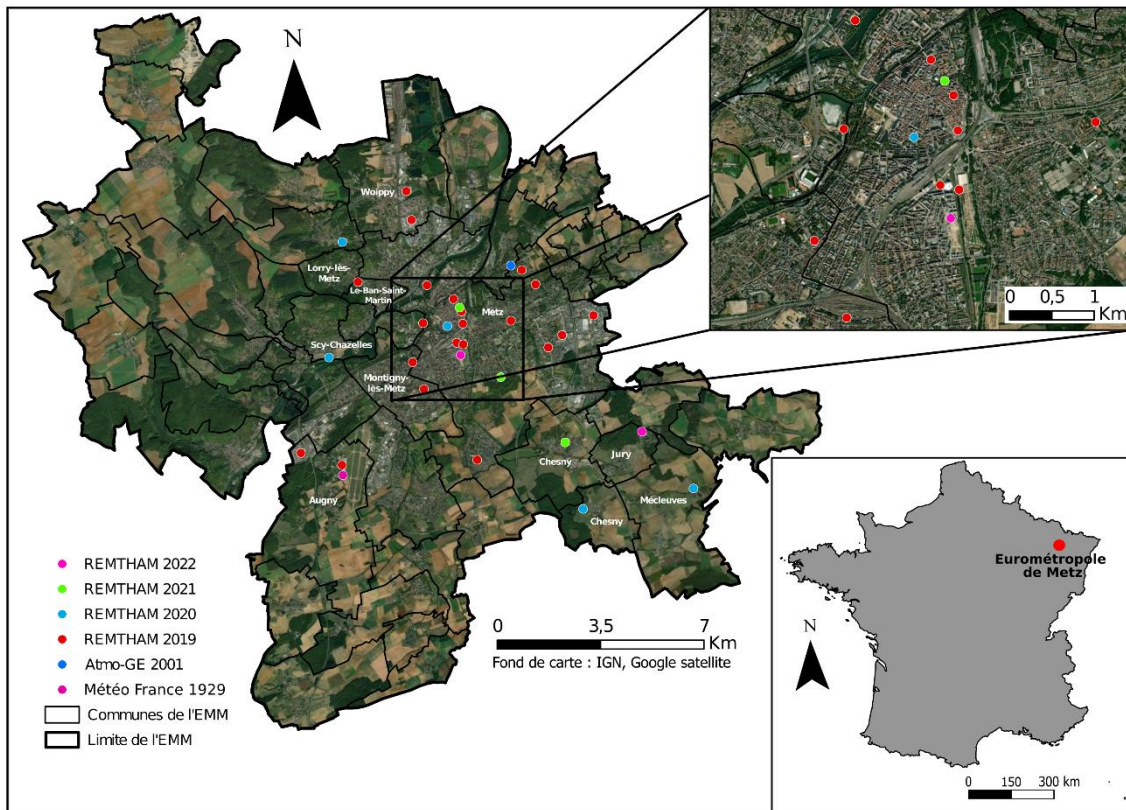 N
Woippy
Lorry-lès-
Metz
Le-Ban-Saint-
Martin
Metz
Scy-Chazelles
Montigny-
lès-Metz
Chesny
Jury
Augny
Mécleuves
Chesny
0 0,5 1
Km
REMTHAM 2022
REMTHAM 2021
REMTHAM 2020
REMTHAM 2019
Atmo-GE 2001
Météo France 1929
Communes de l'EMM
Limite de l'EMM
0 3,5 7
Km
Fond de carte : IGN, Google satellite
Eurométropole
de Metz
N
0 150 300 km